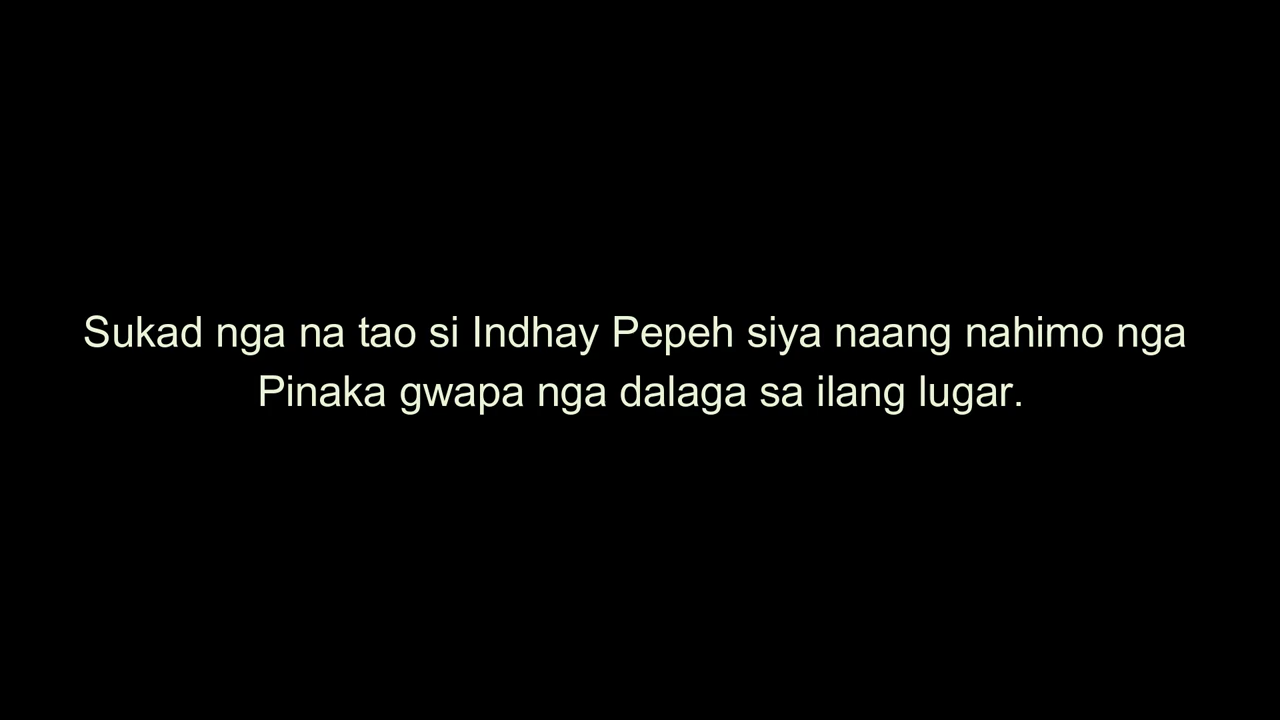 Sukad nga na tao si Indhay Pepeh siya naang nahimo nga
Pinaka gwapa nga dalaga sa ilang lugar.